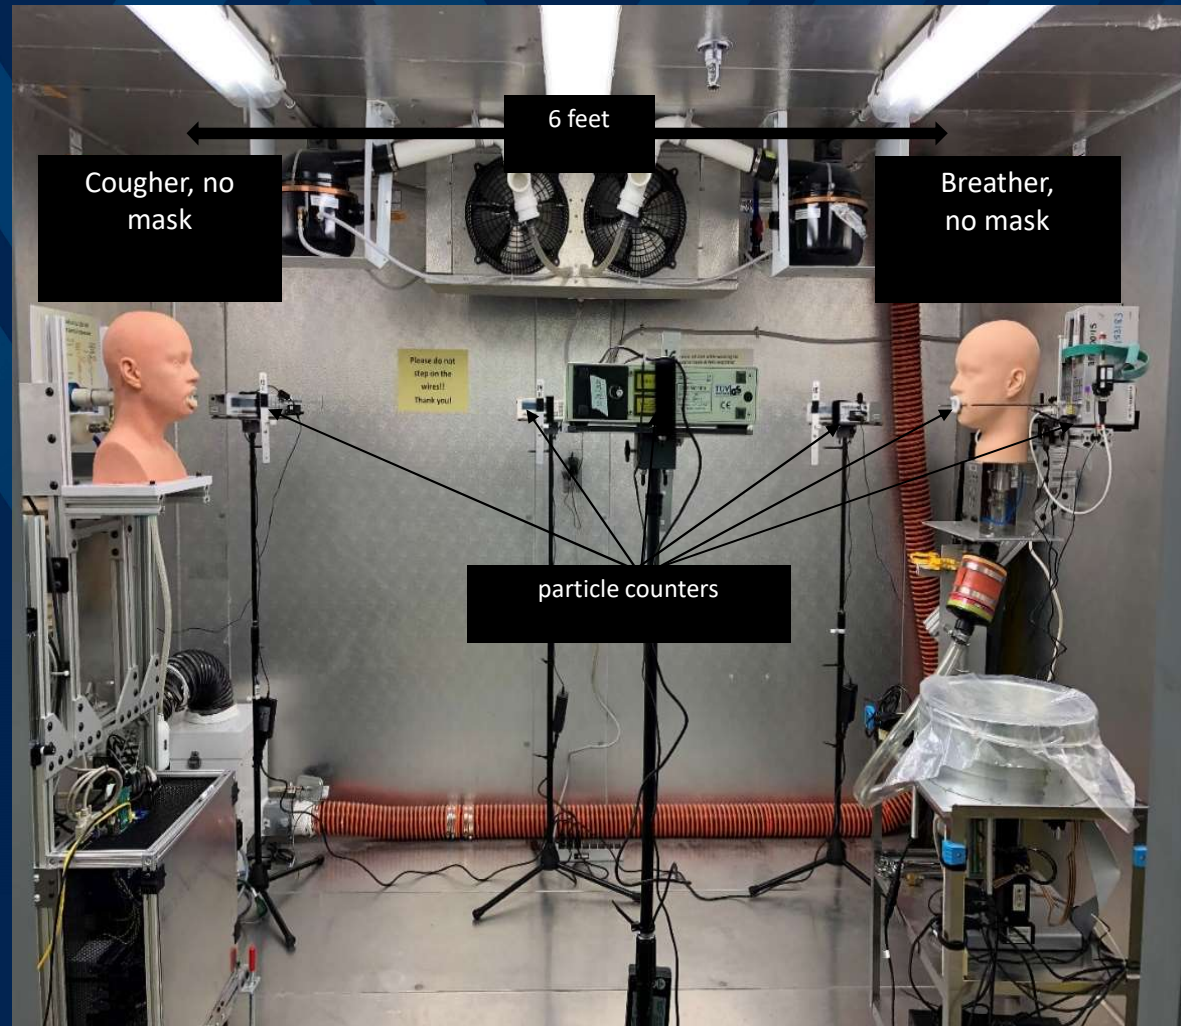 6 feet
Cougher, no
mask
Breather,
no mask
Please do not
step on the
wires!!
Thank you!
particle counters